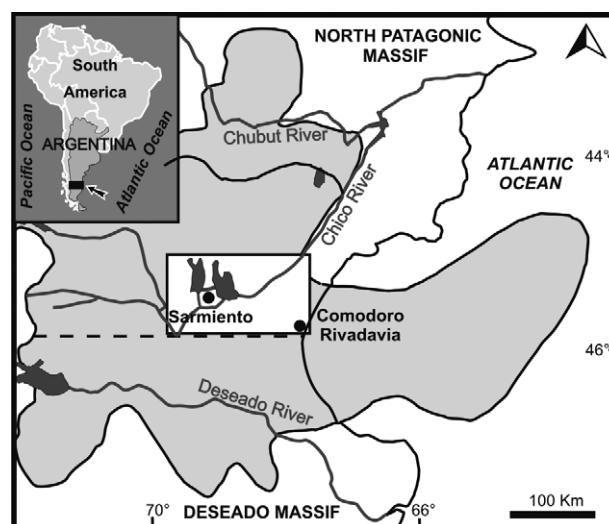 South
America
ARGENTINA
Pacific Ocean
Atlantic Ocean
NORTH PATAGONIC
MASSIF
Chubut River
Chico River
ATLANTIC
OCEAN
44°
Sarmiento
Comodoro
Rivadavia
46°
Deseado River
70°
DESEADO MASSIF
66°
100 Km